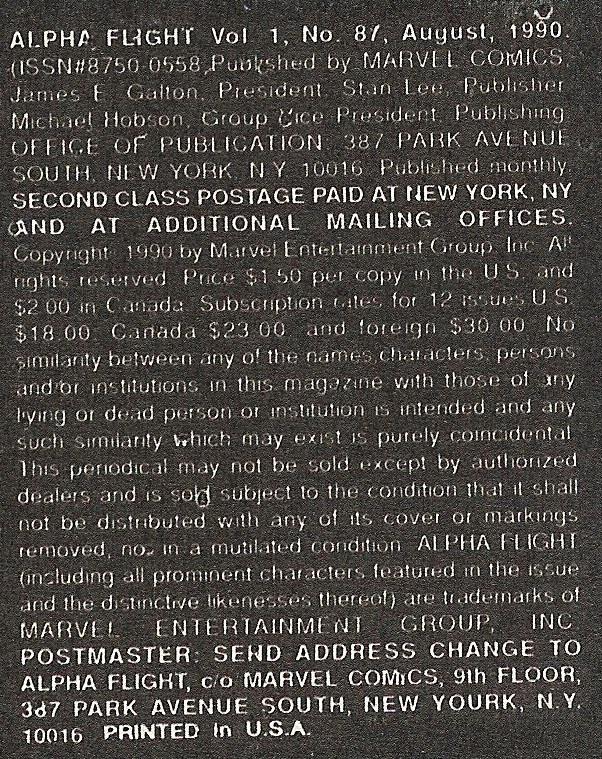 ALPHA FLIGHT Vol 1, No. 87, August, 1990.
(ISSN#8750-0558) Published by MARVEL COMICS,
James E. Galton, President. Stan Lee, Publisher
Michael Hobson, Group Vice President, Publishing
OFFICE OF PUBLICATION: 387 PARK AVENUE
SOUTH, NEW YORK, N.Y. 10016. Published monthly.
SECOND CLASS POSTAGE PAID AT NEW YORK, NY
AND AT ADDITIONAL MAILING OFFICES.
Copyright 1990 by Marvel Entertainment Group, Inc. All
rights reserved. Price $1.50 per copy in the U.S. and
$2.00 in Canada. Subscription rates for 12 issues U.S.
$18.00. Canada $23.00. and foreign $30.00. No
similarity between any of the names, characters, persons
and/or institutions in this magazine with those of any
living or dead person or institution is intended and any
such similarity which may exist is purely coincidental.
This periodical may not be sold except by authorized
dealers and is sold subject to the condition that it shall
not be distributed with any of its cover or markings
removed, nor in a mutilated condition. ALPHA FLIGHT
(including all prominent characters featured in the issue
and the distinctive likenesses thereof) are trademarks of
MARVEL ENTERTAINMENT GROUP, INC.
POSTMASTER: SEND ADDRESS CHANGE TO
ALPHA FLIGHT, c/o MARVEL COMICS, 9th FLOOR,
387 PARK AVENUE SOUTH, NEW YOURK, N.Y.
10016 PRINTED In U.S.A.